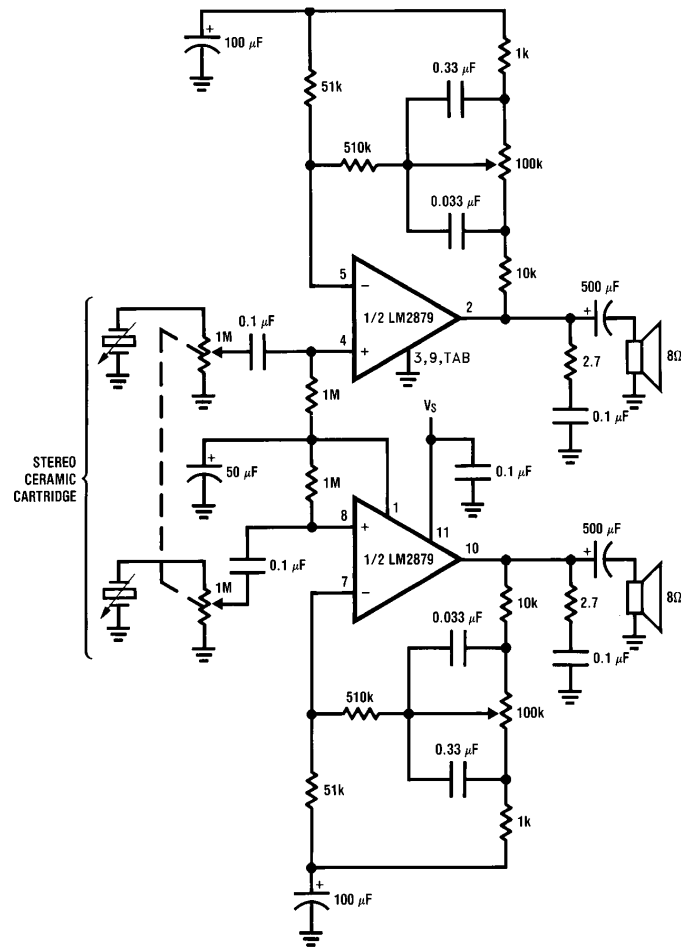 +
100 µF
1k
0.33 µF
51k
510k
100k
0.033 µF
10k
5
−
1/2 LM2879
2
4
+
3,9,TAB
500 µF
+
8Ω
2.7
0.1 µF
1M
0.1 µF
1M
STEREO
CERAMIC
CARTRIDGE
+
50 µF
1M
VS
0.1 µF
1
8
+
11
1/2 LM2879
10
7
−
0.1 µF
1M
500 µF
+
8Ω
10k
2.7
0.1 µF
0.033 µF
510k
100k
0.33 µF
51k
1k
+
100 µF